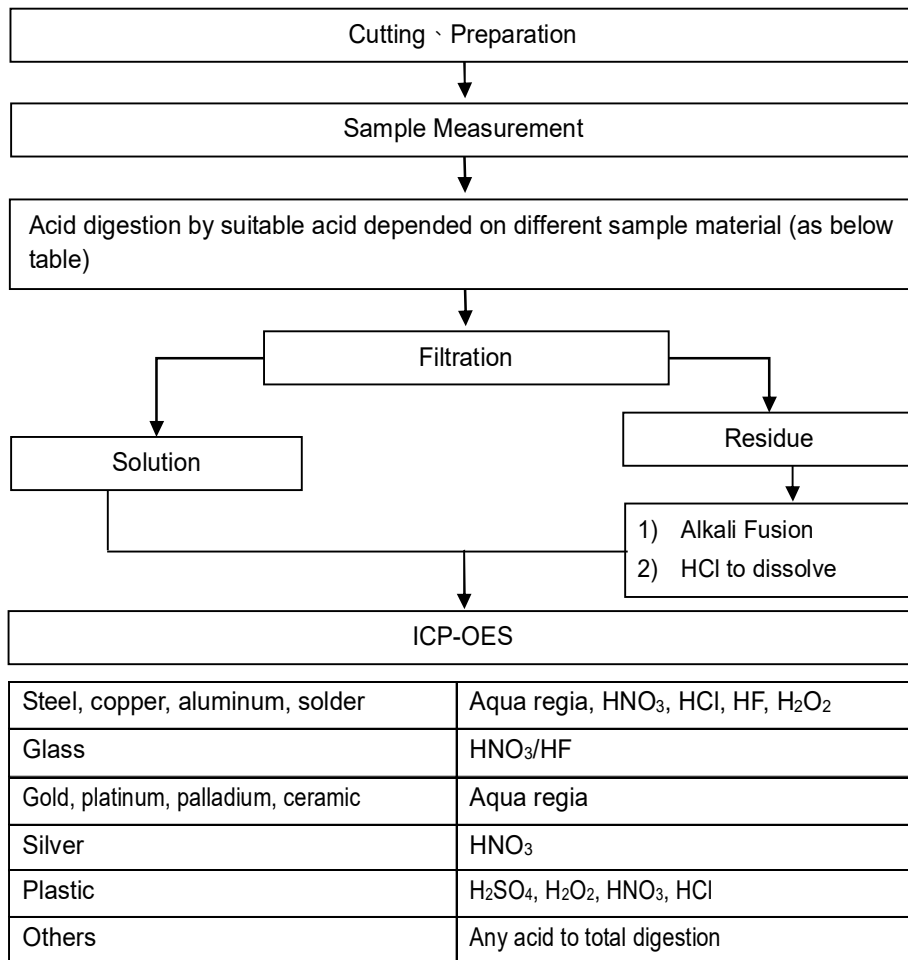 Cutting、Preparation
Sample Measurement
Acid digestion by suitable acid depended on different sample material (as below
table)
Filtration
Solution
Residue
1) Alkali Fusion
2) HCl to dissolve
ICP-OES
Steel, copper, aluminum, solder
Aqua regia, HNO₃, HCl, HF, H₂O₂
Glass
HNO₃/HF
Gold, platinum, palladium, ceramic
Aqua regia
Silver
HNO₃
Plastic
H₂SO₄, H₂O₂, HNO₃, HCl
Others
Any acid to total digestion